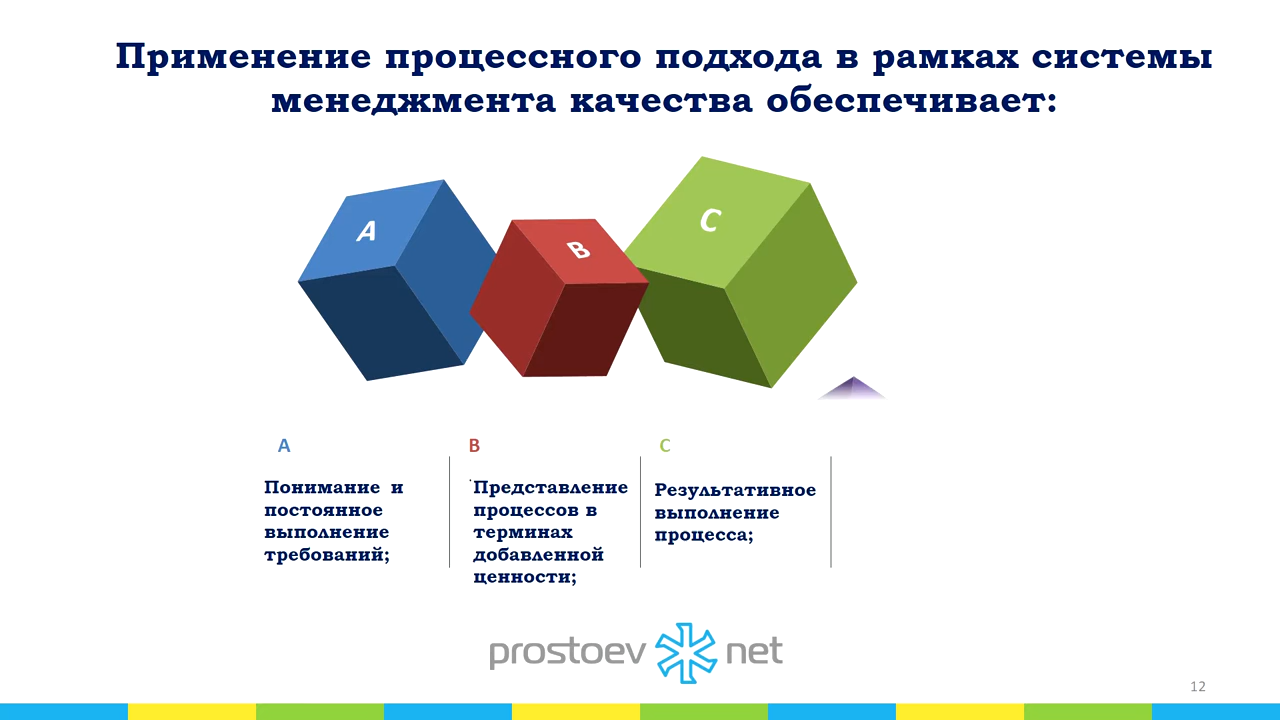 Применение процессного подхода в рамках системы
менеджмента качества обеспечивает:
A
B
C
A
B
C
Понимание и
постоянное
выполнение
требований;
Представление
процессов в
терминах
добавленной
ценности;
Результативное
выполнение
процесса;
prostoev net
12